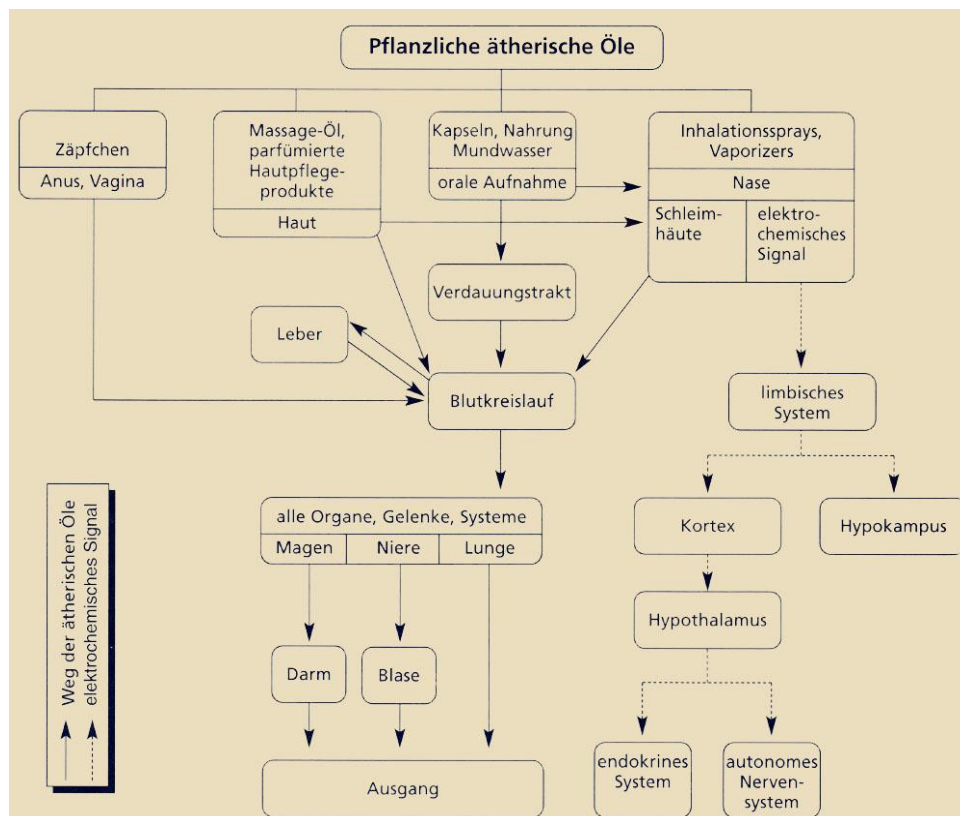 Pflanzliche ätherische Öle
Zäpfchen
Anus, Vagina
Massage-Öl,
parfümierte
Hautpflege-
produkte
Haut
Kapseln, Nahrung
Mundwasser
orale Aufnahme
Inhalationssprays,
Vaporizers
Nase
Schleim-
häute
elektro-
chemisches
Signal
Verdauungstrakt
Leber
Blutkreislauf
limbisches
System
alle Organe, Gelenke, Systeme
Magen
Niere
Lunge
Kortex
Hypokampus
Hypothalamus
Darm
Blase
Ausgang
endokrines
System
autonomes
Nerven-
system
Weg der ätherischen Öle
elektrochemisches Signal